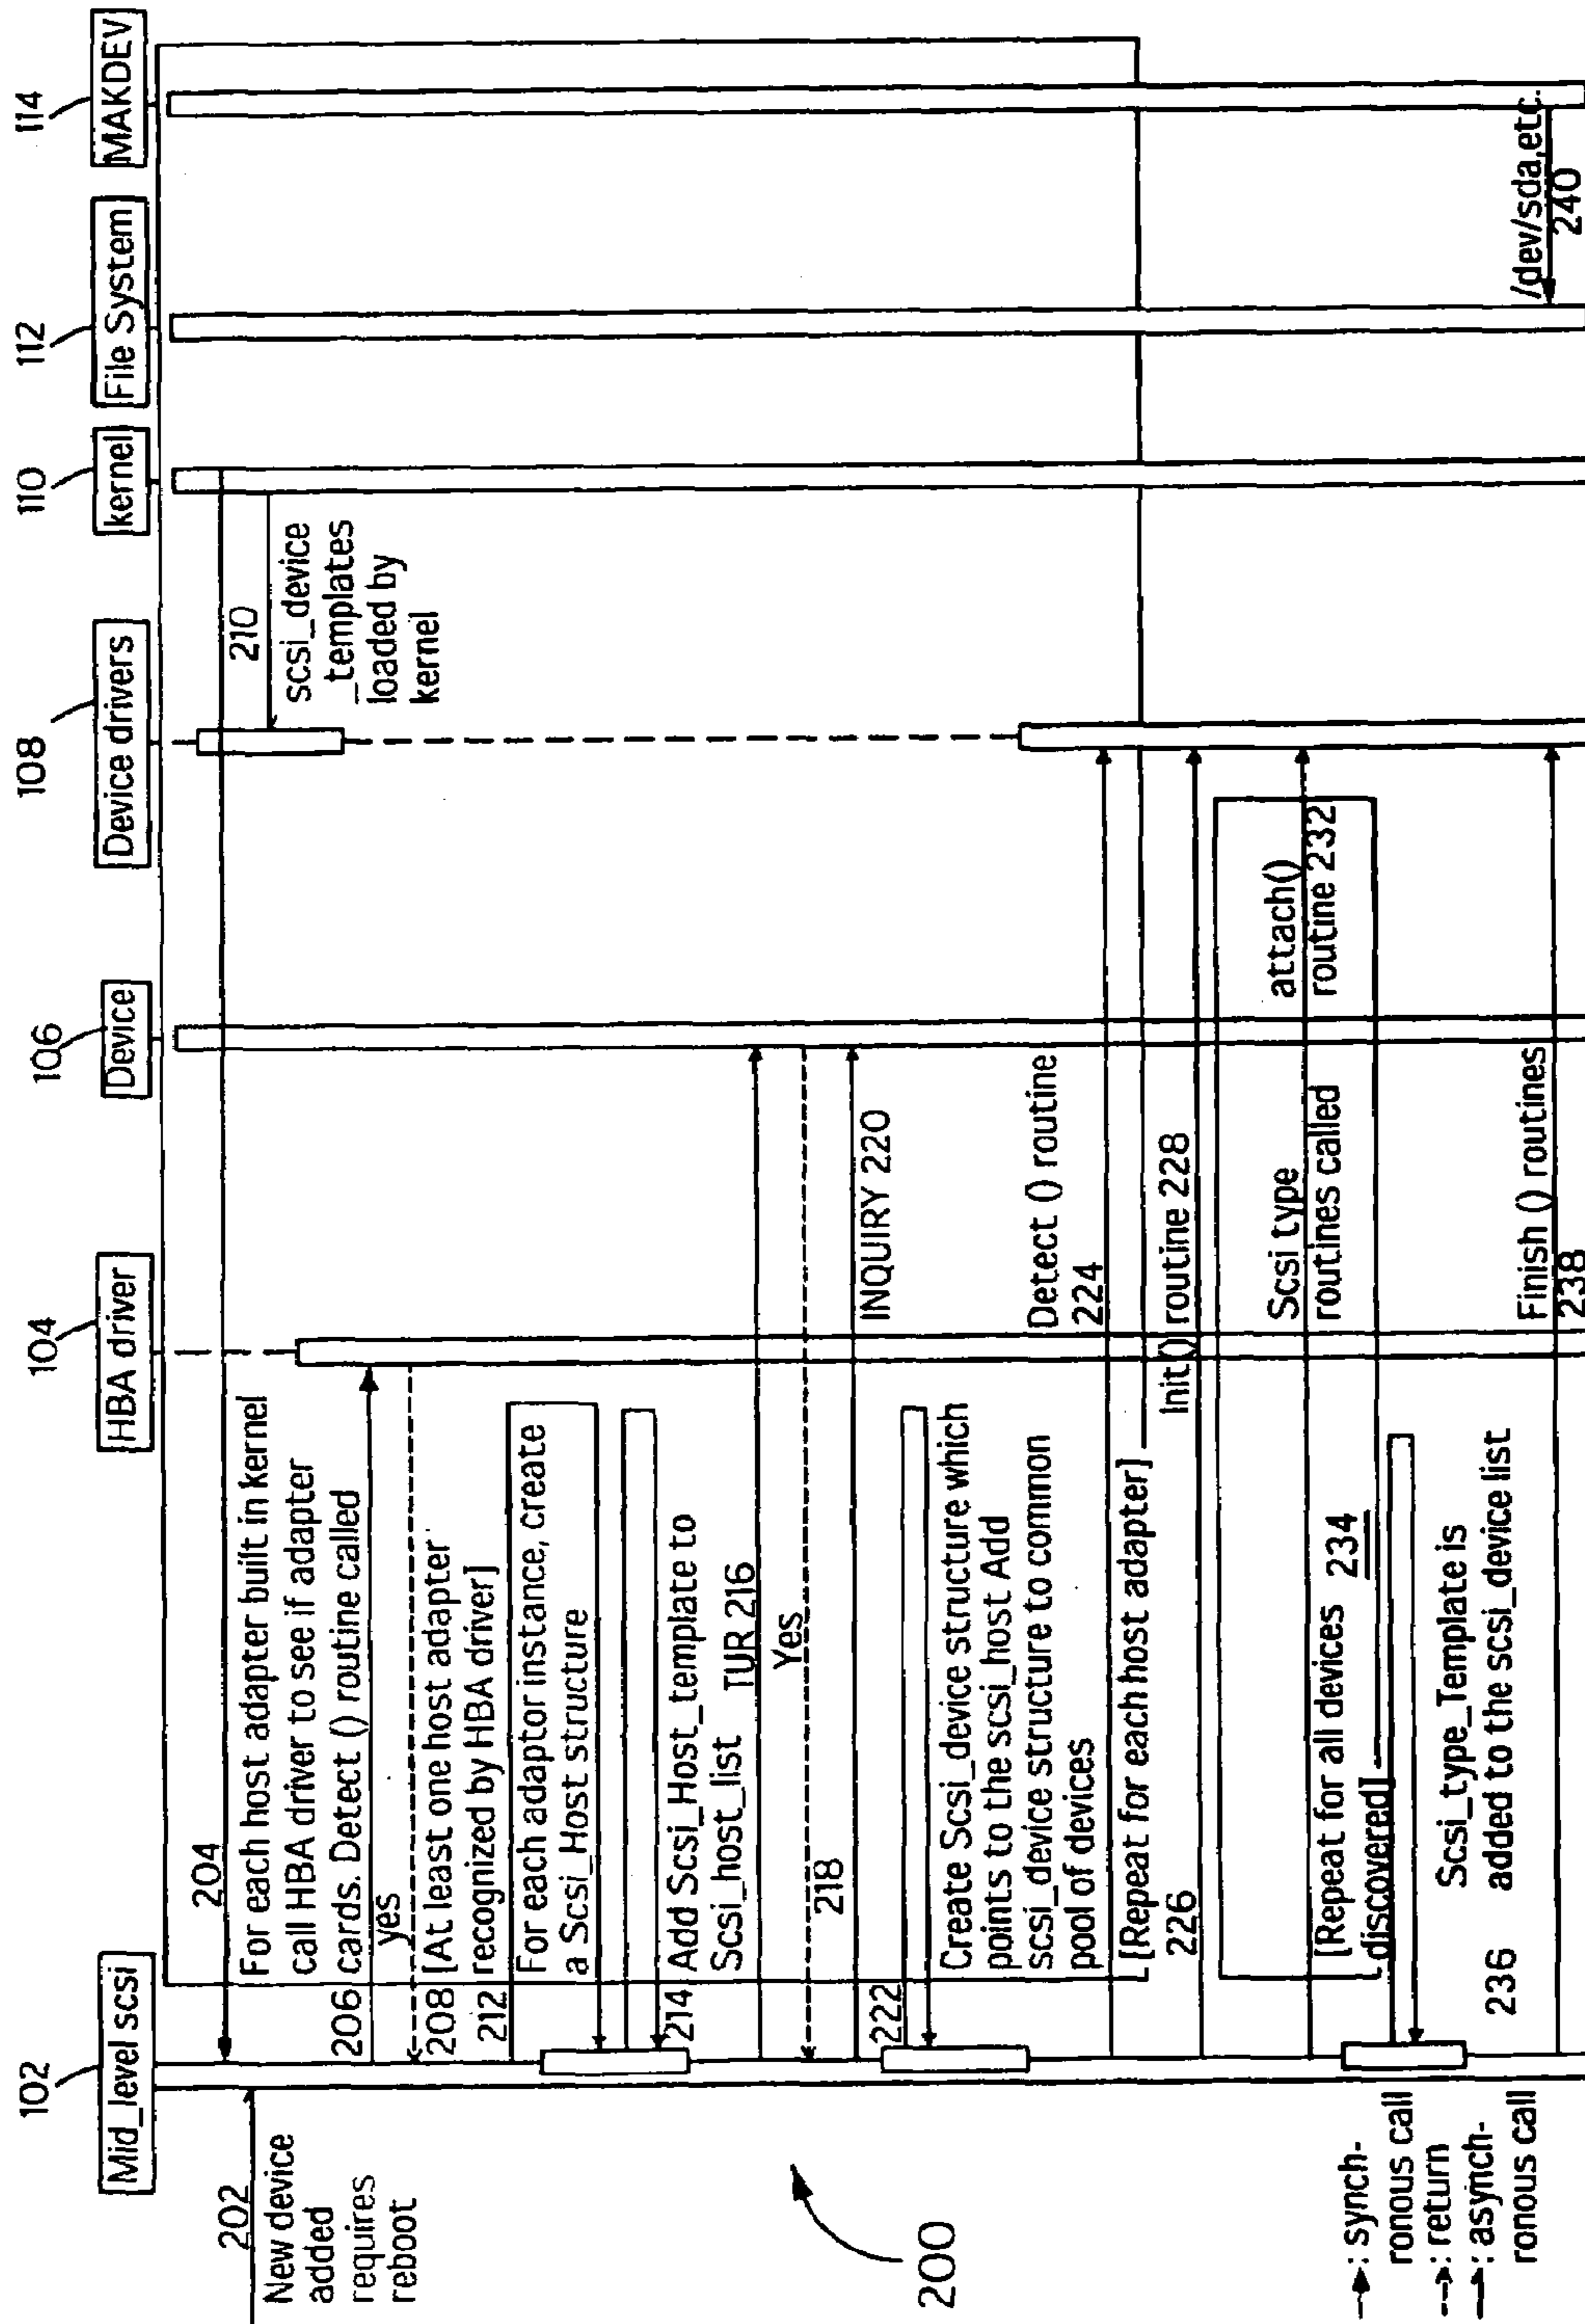 102
104
106
108
110
112
114
Mid_level scsi
HBA driver
Device
Device drivers
kernel
File System
MAKDEV
202
New device
added
requires
reboot
204
For each host adapter built in kernel
call HBA driver to see if adapter
206 cards. Detect () routine called
yes
210
scsi_device
_templates
loaded by
kernel
208 [At least one host adapter
212 recognized by HBA driver]
For each adaptor instance, create
a Scsi_Host structure
214 Add Scsi_Host_template to
Scsi_host_list TUR 216
Yes
218
INQUIRY 220
222
Create Scsi_device structure which
points to the scsi_host Add
scsi_device structure to common
pool of devices
Detect () routine
224
[Repeat for each host adapter]
226
Init () routine 228
Scsi type
routines called
attach()
routine 232
[Repeat for all devices 234
discovered]
Scsi_type_Template is
236 added to the scsi_device list
Finish () routines
238
/dev/sda,etc.
240
200
: synch-
ronous call
: return
: asynch-
ronous call